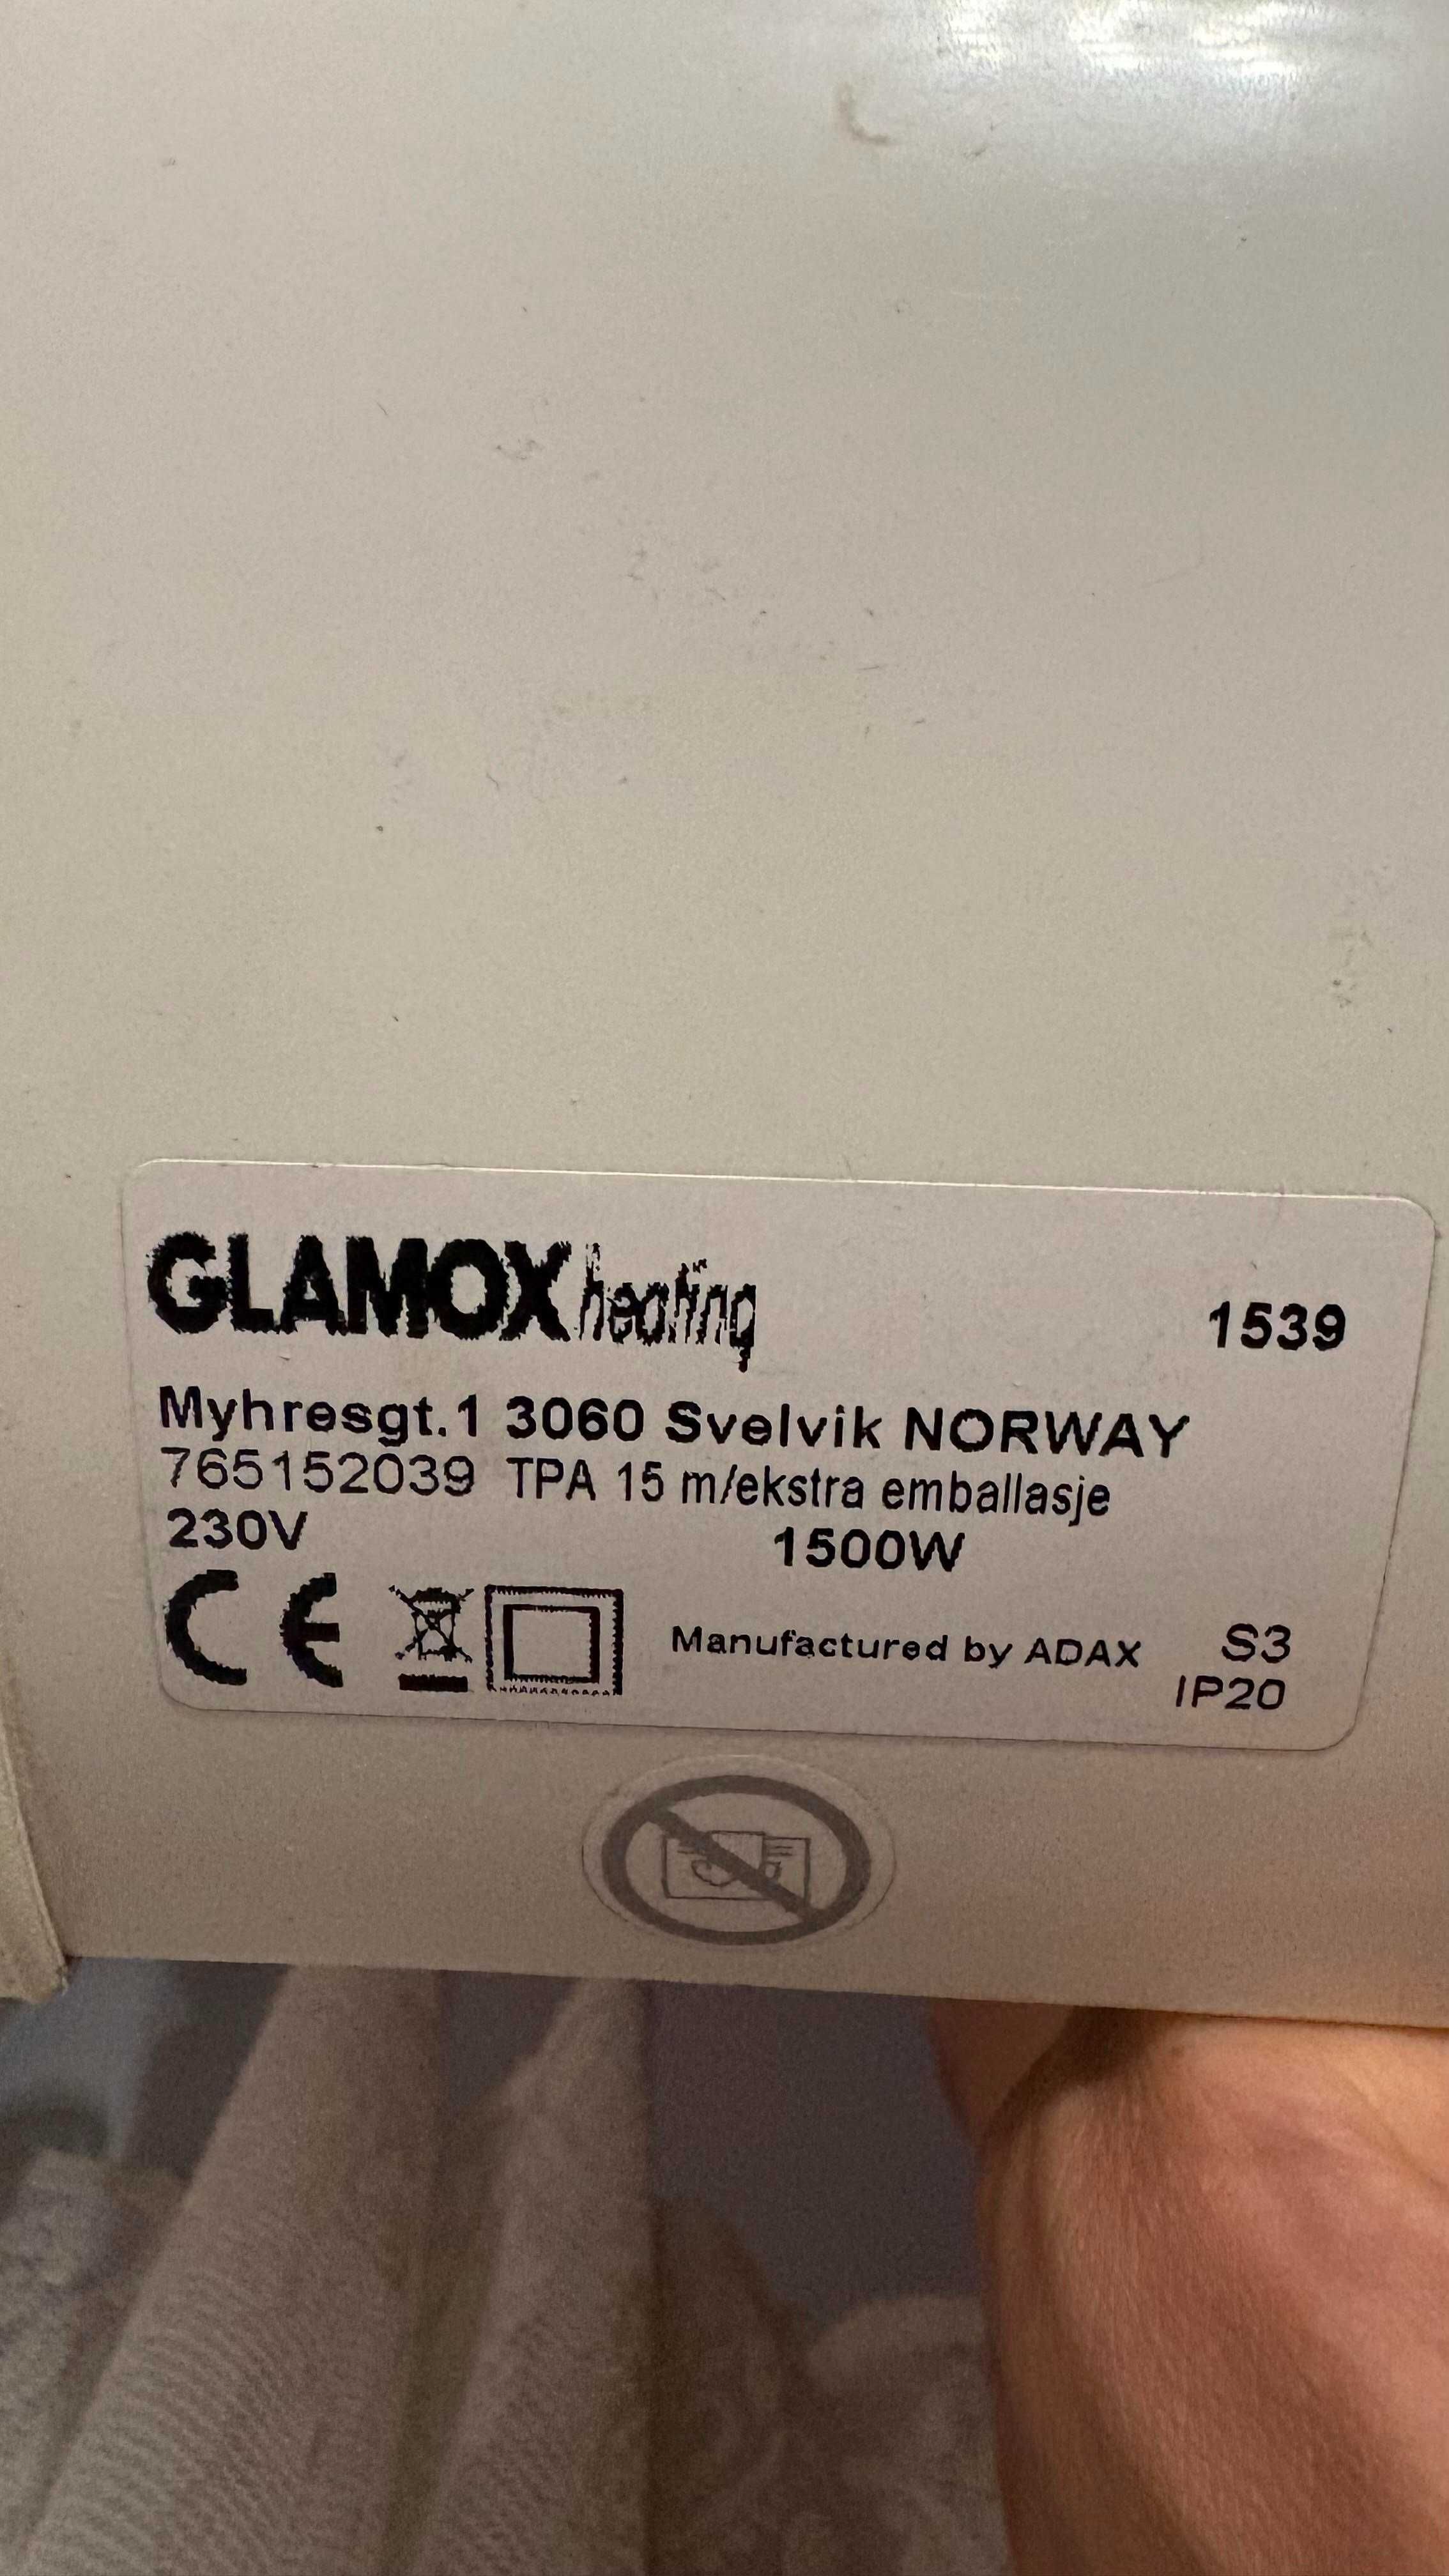 GLAMOX heating 1539
Myhresgt.1 3060 Svelvik NORWAY
765152039 TPA 15 m/ekstra emballasje
230V 1500W
CE Manufactured by ADAX S3
IP20